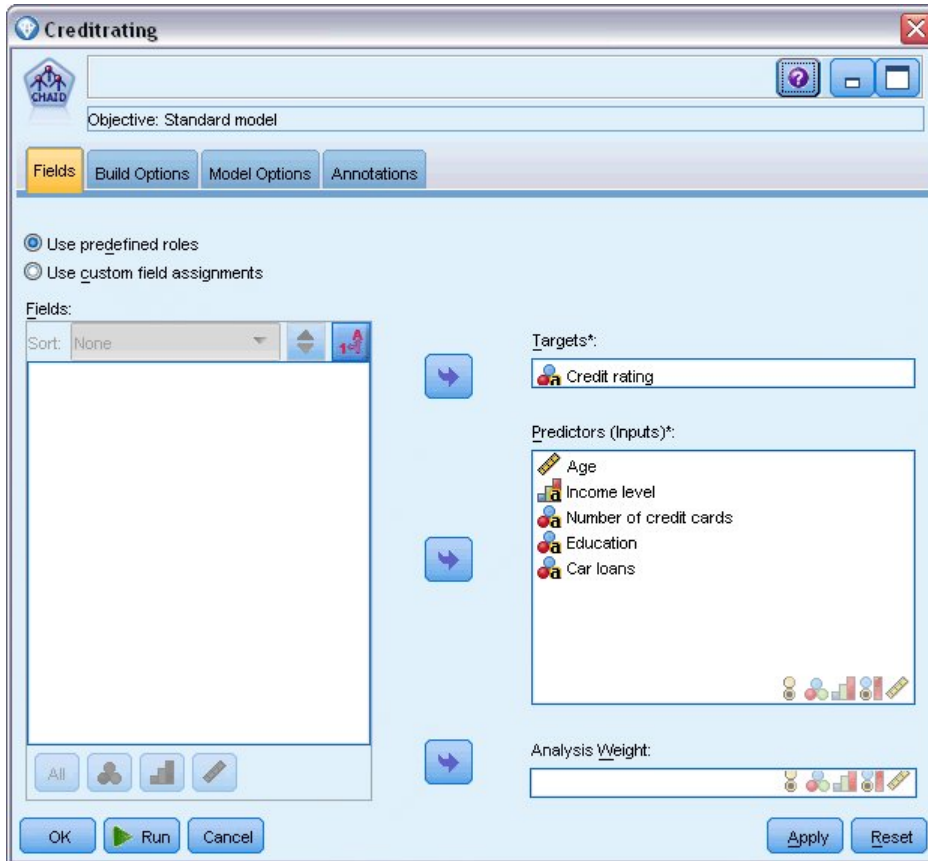 Creditrating
CHAID
Objective: Standard model
Fields Build Options Model Options Annotations
Use predefined roles
Use custom field assignments
Fields:
Sort: None
Targets*:
Credit rating
Predictors (Inputs)*:
Age
Income level
Number of credit cards
Education
Car loans
Analysis Weight:
All
OK Run Cancel Apply Reset